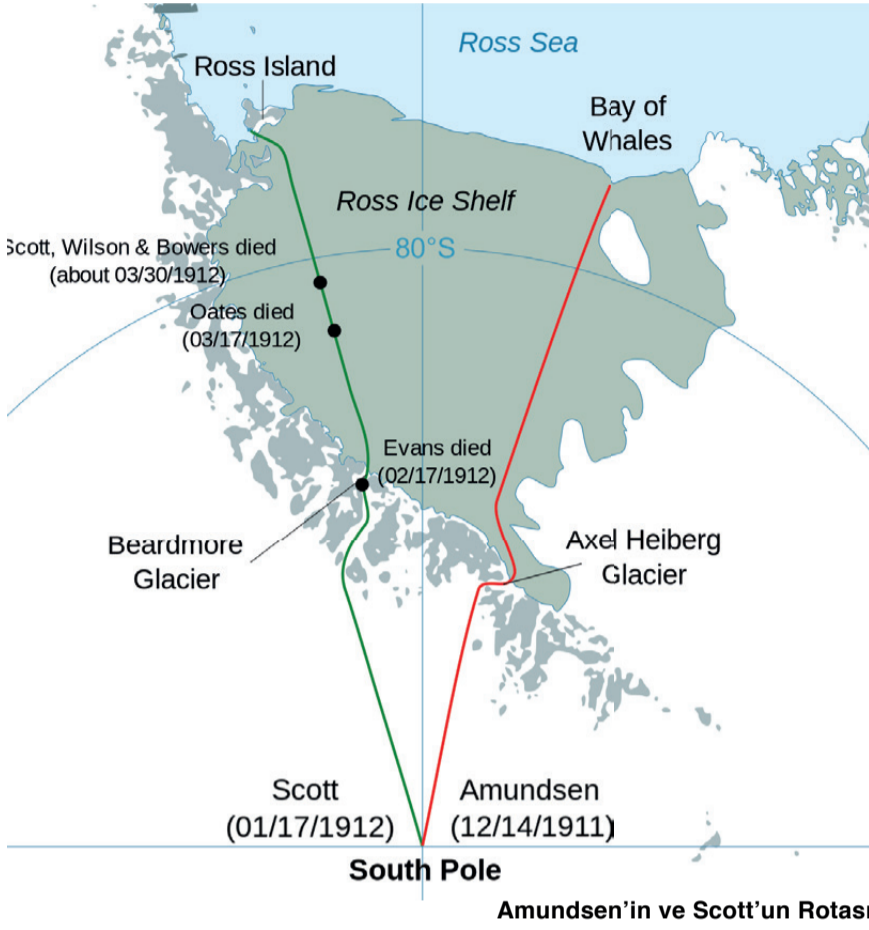 Ross Sea
Ross Island
Bay of
Whales
Ross Ice Shelf
80°S
Scott, Wilson & Bowers died
(about 03/30/1912)
Oates died
(03/17/1912)
Evans died
(02/17/1912)
Beardmore
Glacier
Axel Heiberg
Glacier
Scott
(01/17/1912)
Amundsen
(12/14/1911)
South Pole
Amundsen’in ve Scott’un Rotası